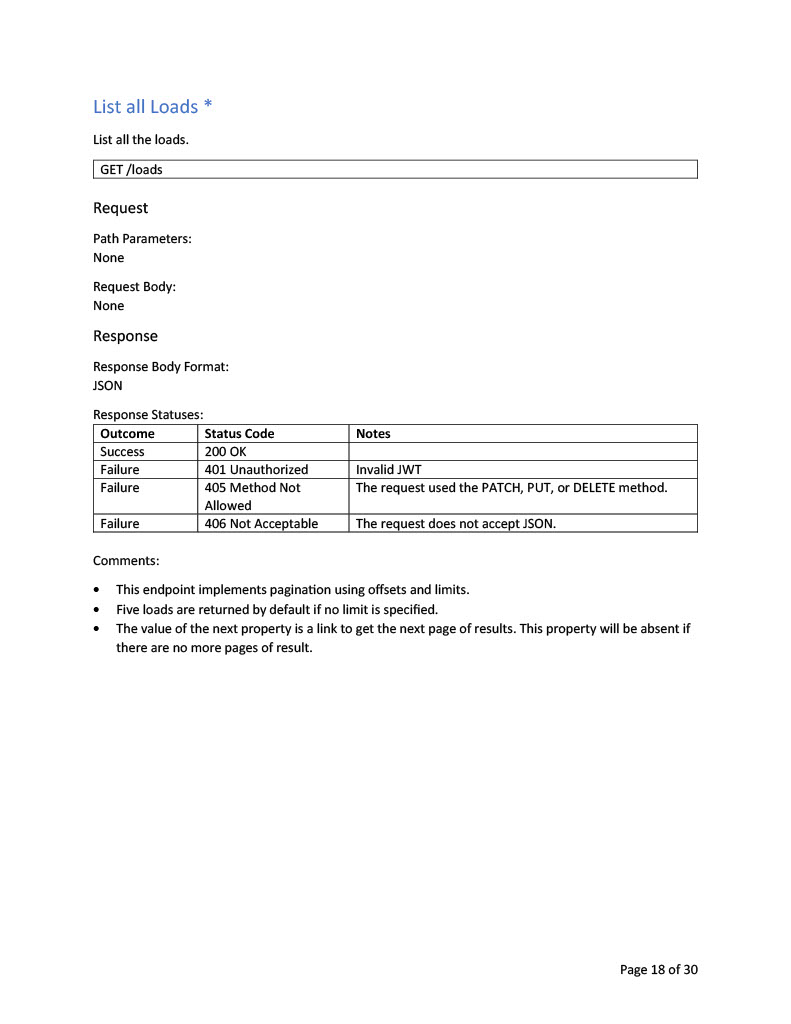 List all Loads *
List all the loads.
GET /loads
Request
Path Parameters:
None
Request Body:
None
Response
Response Body Format:
JSON
Response Statuses:
Outcome Status Code Notes
Success 200 OK
Failure 401 Unauthorized Invalid JWT
Failure 405 Method Not The request used the PATCH, PUT, or DELETE method.
Allowed
Failure 406 Not Acceptable The request does not accept JSON.
Comments:
• This endpoint implements pagination using offsets and limits.
• Five loads are returned by default if no limit is specified.
• The value of the next property is a link to get the next page of results. This property will be absent if
there are no more pages of result.
Page 18 of 30